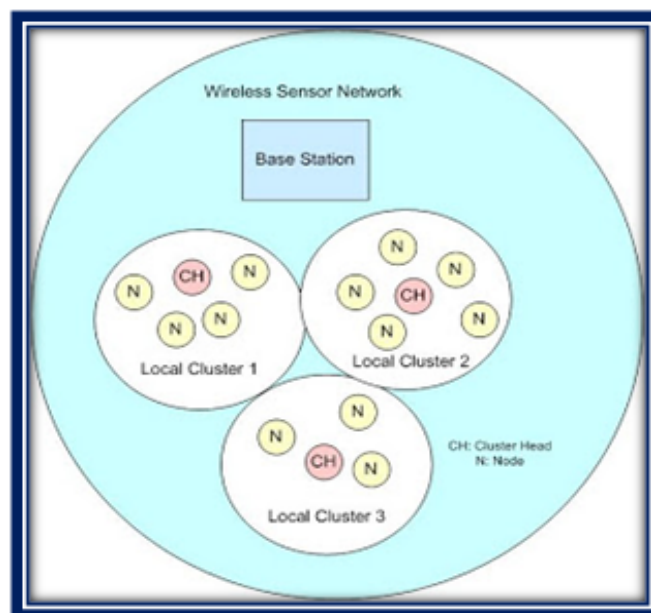 Wireless Sensor Network
Base Station
CH
N
N
N
N
Local Cluster 1
N
N
N
CH
N
N
Local Cluster 2
N
N
CH
N
Local Cluster 3
CH: Cluster Head
N: Node